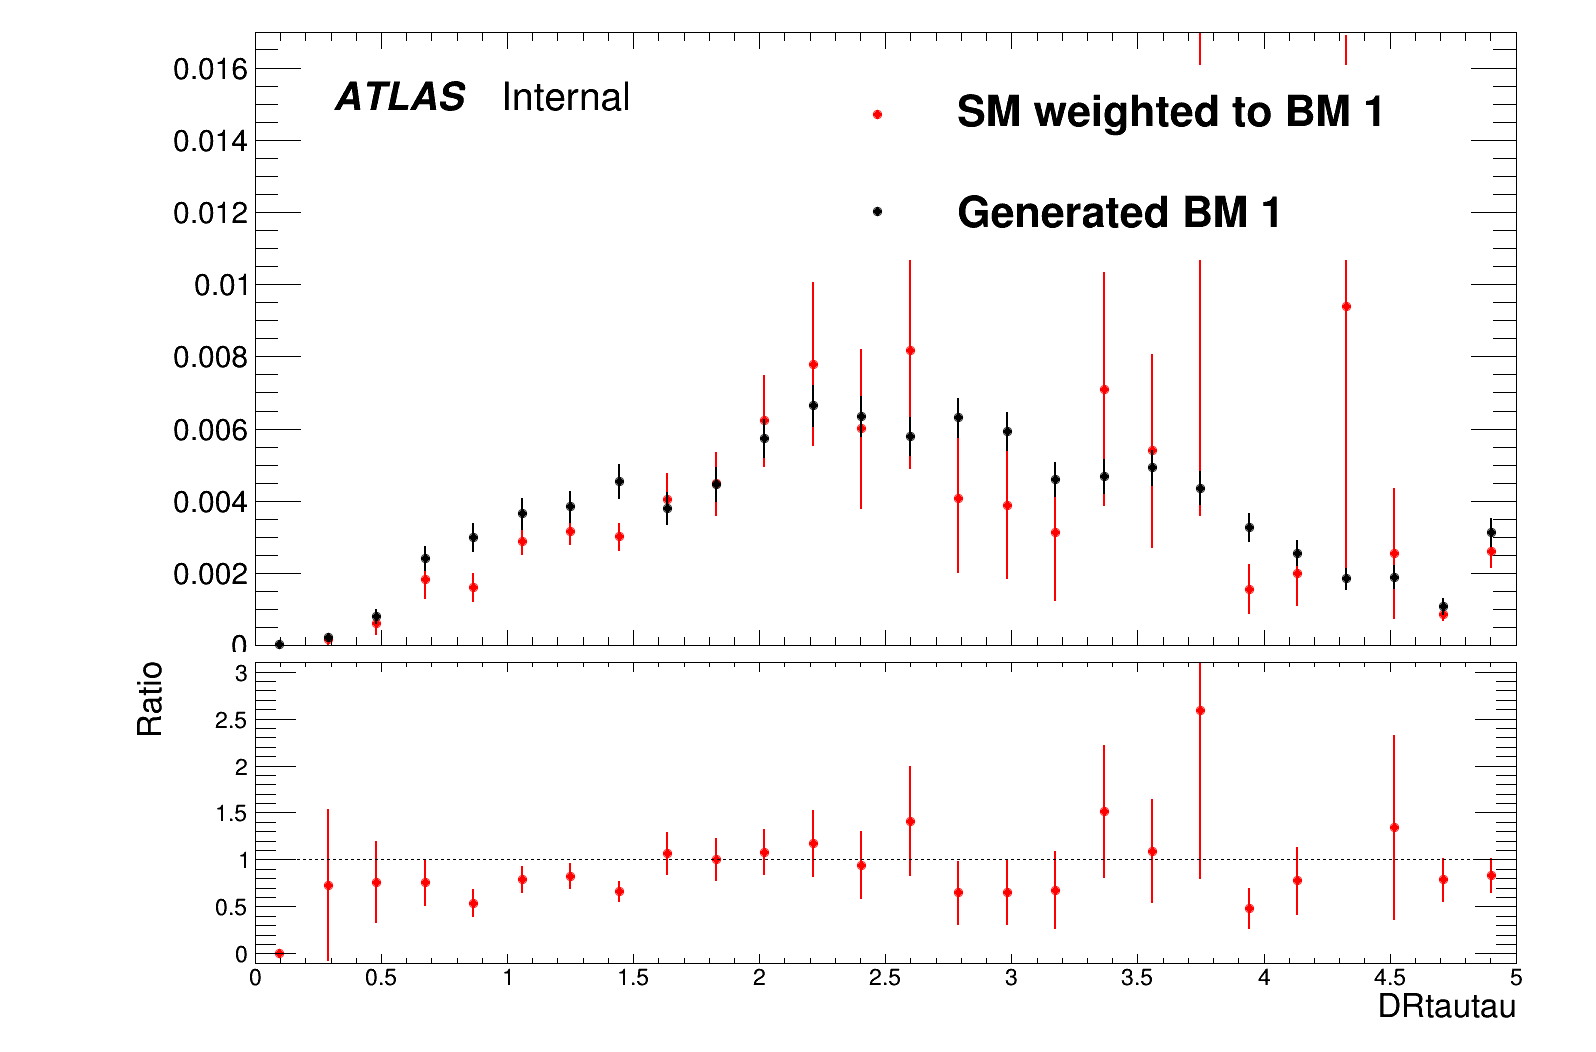 ATLAS Internal
SM weighted to BM 1
Generated BM 1
0.016
0.014
0.012
0.01
0.008
0.006
0.004
0.002
0
Ratio
3
2.5
2
1.5
1
0.5
0
0 0.5 1 1.5 2 2.5 3 3.5 4 4.5 5
DRtautau